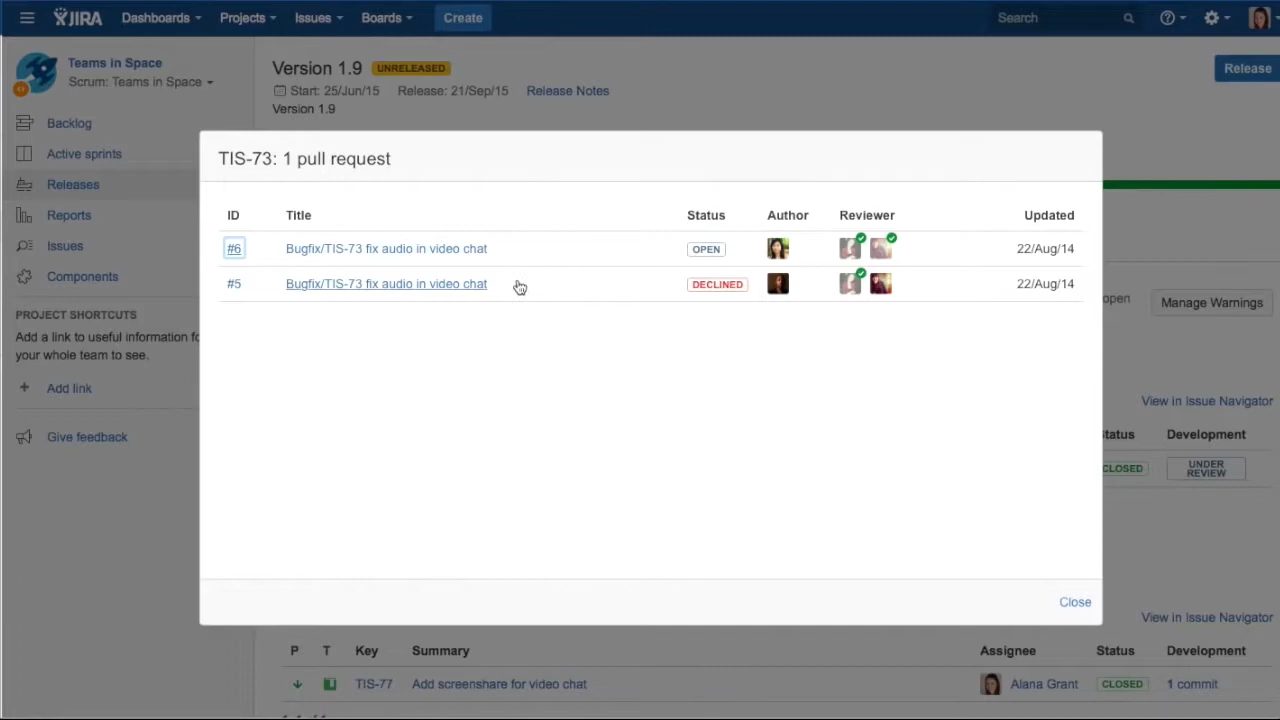 JIRA Dashboards Projects Issues Boards Create Search
Teams in Space
Scrum: Teams in Space
Version 1.9 UNRELEASED
Release
Start: 25/Jun/15 Release: 21/Sep/15 Release Notes
Version 1.9
Backlog
Active sprints
Releases
Reports
Issues
Components
PROJECT SHORTCUTS
Add a link to useful information fo
your whole team to see.
Add link
Give feedback
TIS-73: 1 pull request
ID Title Status Author Reviewer Updated
#6 Bugfix/TIS-73 fix audio in video chat OPEN 22/Aug/14
#5 Bugfix/TIS-73 fix audio in video chat DECLINED 22/Aug/14
Close
open Manage Warnings
View in Issue Navigator
Status Development
CLOSED UNDER
REVIEW
View in Issue Navigator
P T Key Summary Assignee Status Development
TIS-77 Add screenshare for video chat Alana Grant CLOSED 1 commit